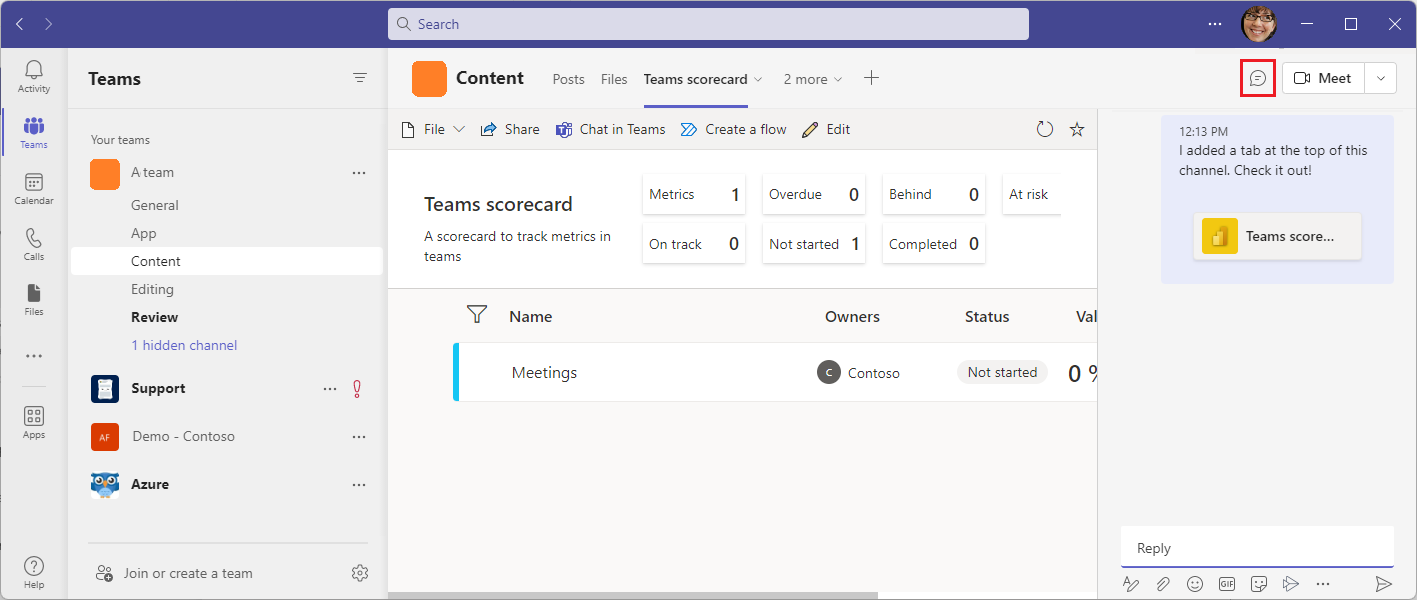 Search
Activity
Teams
Calendar
Calls
Files
Apps
Help
Teams
Your teams
A team
General
App
Content
Editing
Review
1 hidden channel
Support
AF
Demo - Contoso
Azure
Join or create a team
Content
Posts
Files
Teams scorecard
2 more
Meet
File
Share
Chat in Teams
Create a flow
Edit
Teams scorecard
A scorecard to track metrics in
teams
Metrics 1
Overdue 0
Behind 0
At risk
On track 0
Not started 1
Completed 0
Name Owners Status Val
Meetings C Contoso Not started 0 %
12:13 PM
I added a tab at the top of this
channel. Check it out!
Teams score...
Reply
GIF